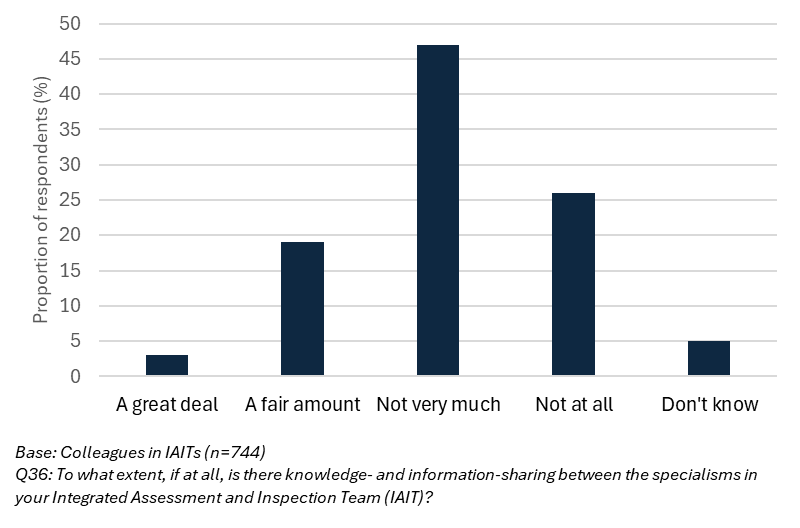 50
45
40
35
30
25
20
15
10
5
0
Proportion of respondents (%)
A great deal A fair amount Not very much Not at all Don't know
Base: Colleagues in IAITs (n=744)
Q36: To what extent, if at all, is there knowledge- and information-sharing between the specialisms in
your Integrated Assessment and Inspection Team (IAIT)?